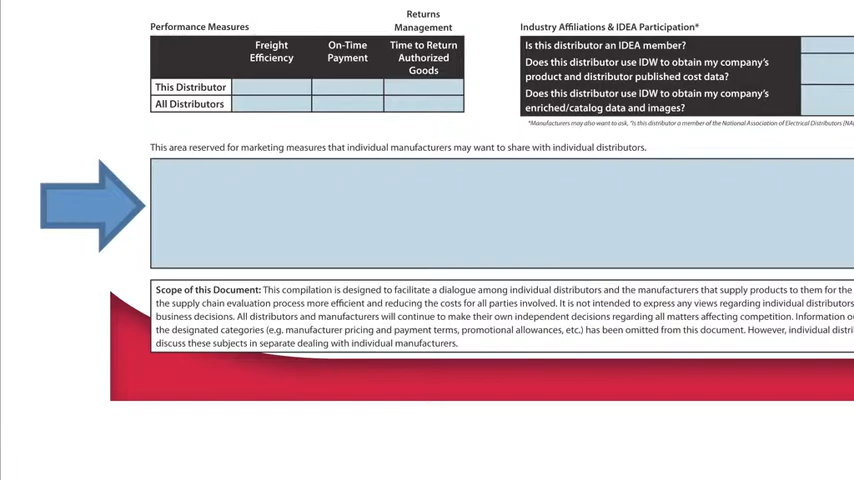 Performance Measures
Returns
Management
Freight
Efficiency
On-Time
Payment
Time to Return
Authorized
Goods
This Distributor
All Distributors
Industry Affiliations & IDEA Participation*
Is this distributor an IDEA member?
Does this distributor use IDW to obtain my company's
product and distributor published cost data?
Does this distributor use IDW to obtain my company's
enriched/catalog data and images?
*Manufacturers may also want to ask, "Is this distributor a member of the National Association of Electrical Distributors
This area reserved for marketing measures that individual manufacturers may want to share with individual distributors.
Scope of this Document: This compilation is designed to facilitate a dialogue among individual distributors and the manufacturers that supply products to them for the
the supply chain evaluation process more efficient and reducing the costs for all parties involved. It is not intended to express any views regarding individual distributors
business decisions. All distributors and manufacturers will continue to make their own independent decisions regarding all matters affecting competition. Information
the designated categories (e.g. manufacturer pricing and payment terms, promotional allowances, etc.) has been omitted from this document. However, individual
discuss these subjects in separate dealing with individual manufacturers.